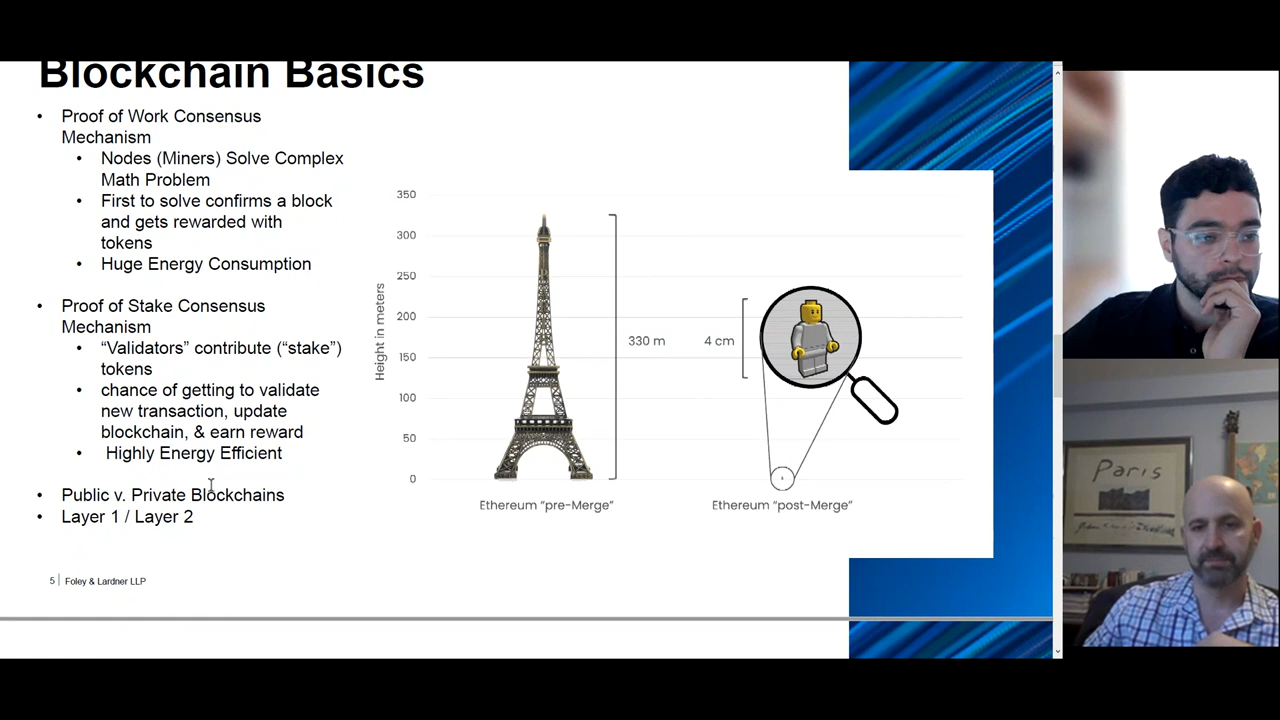 Blockchain Basics
• Proof of Work Consensus
Mechanism
• Nodes (Miners) Solve Complex
Math Problem
• First to solve confirms a block
and gets rewarded with
tokens
• Huge Energy Consumption
• Proof of Stake Consensus
Mechanism
• “Validators” contribute (“stake”)
tokens
• chance of getting to validate
new transaction, update
blockchain, & earn reward
• Highly Energy Efficient
• Public v. Private Blockchains
• Layer 1 / Layer 2
5 | Foley & Lardner LLP
Height in meters
350
300
250
200
150
100
50
0
330 m
4 cm
Ethereum “pre-Merge”
Ethereum “post-Merge”
Paris